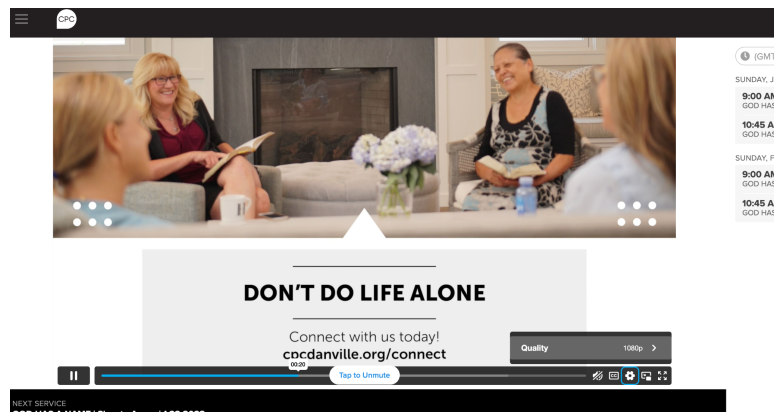 CPC
(GMT
SUNDAY, J
9:00 AM
GOD HAS
10:45 A
GOD HAS
SUNDAY, F
9:00 AM
GOD HAS
10:45 A
GOD HAS
DON'T DO LIFE ALONE
Connect with us today!
cpcdanville.org/connect
Quality 1080p
00:20
Tap to Unmute
CC
NEXT SERVICE